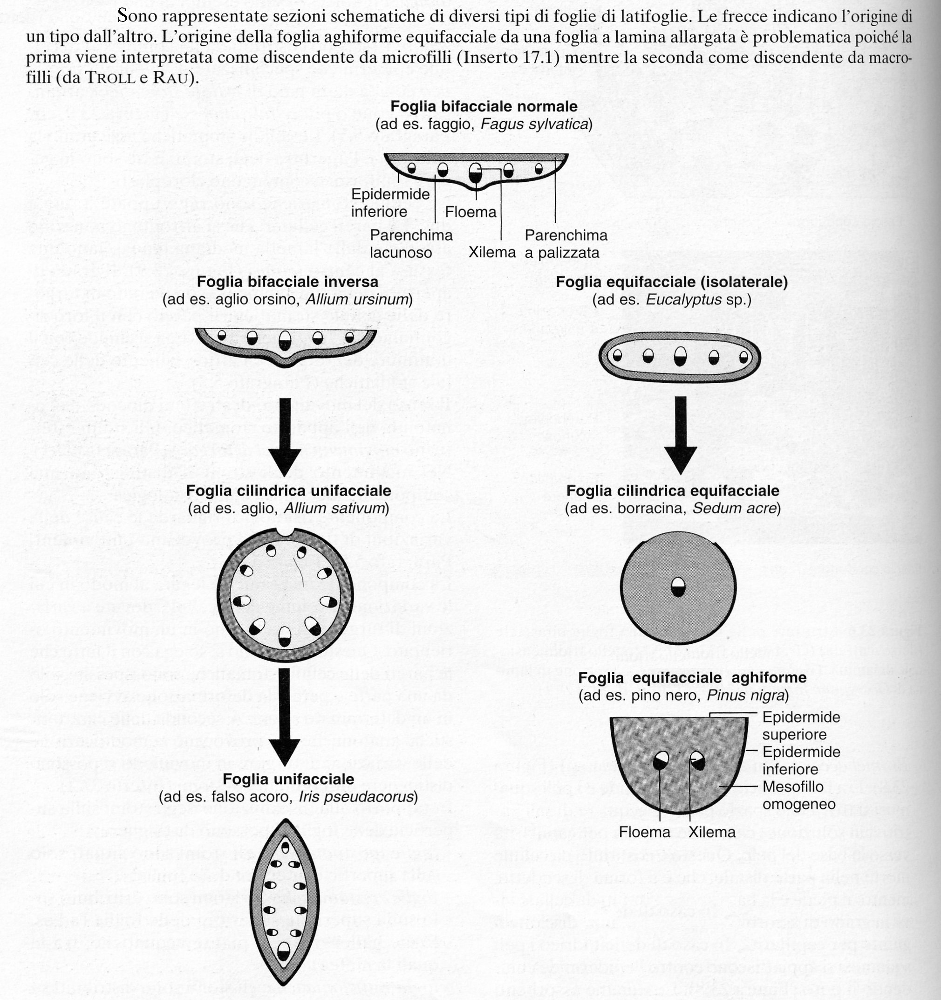 Sono rappresentate sezioni schematiche di diversi tipi di foglie di latifoglie. Le frecce indicano l'origine di
un tipo dall'altro. L'origine della foglia aghiforme equifacciale da una foglia a lamina allargata è problematica poiché la
prima viene interpretata come discendente da microfilli (Inserto 17.1) mentre la seconda come discendente da macro-
filli (da TROLL e RAU).
Foglia bifacciale normale
(ad es. faggio, Fagus sylvatica)
Epidermide
inferiore
Floema
Parenchima
lacunoso
Xilema
Parenchima
a palizzata
Foglia bifacciale inversa
(ad es. aglio orsino, Allium ursinum)
Foglia equifacciale (isolaterale)
(ad es. Eucalyptus sp.)
Foglia cilindrica unifacciale
(ad es. aglio, Allium sativum)
Foglia cilindrica equifacciale
(ad es. borracina, Sedum acre)
Foglia equifacciale aghiforme
(ad es. pino nero, Pinus nigra)
Epidermide
superiore
Epidermide
inferiore
Mesofillo
omogeneo
Floema
Xilema
Foglia unifacciale
(ad es. falso acoro, Iris pseudacorus)